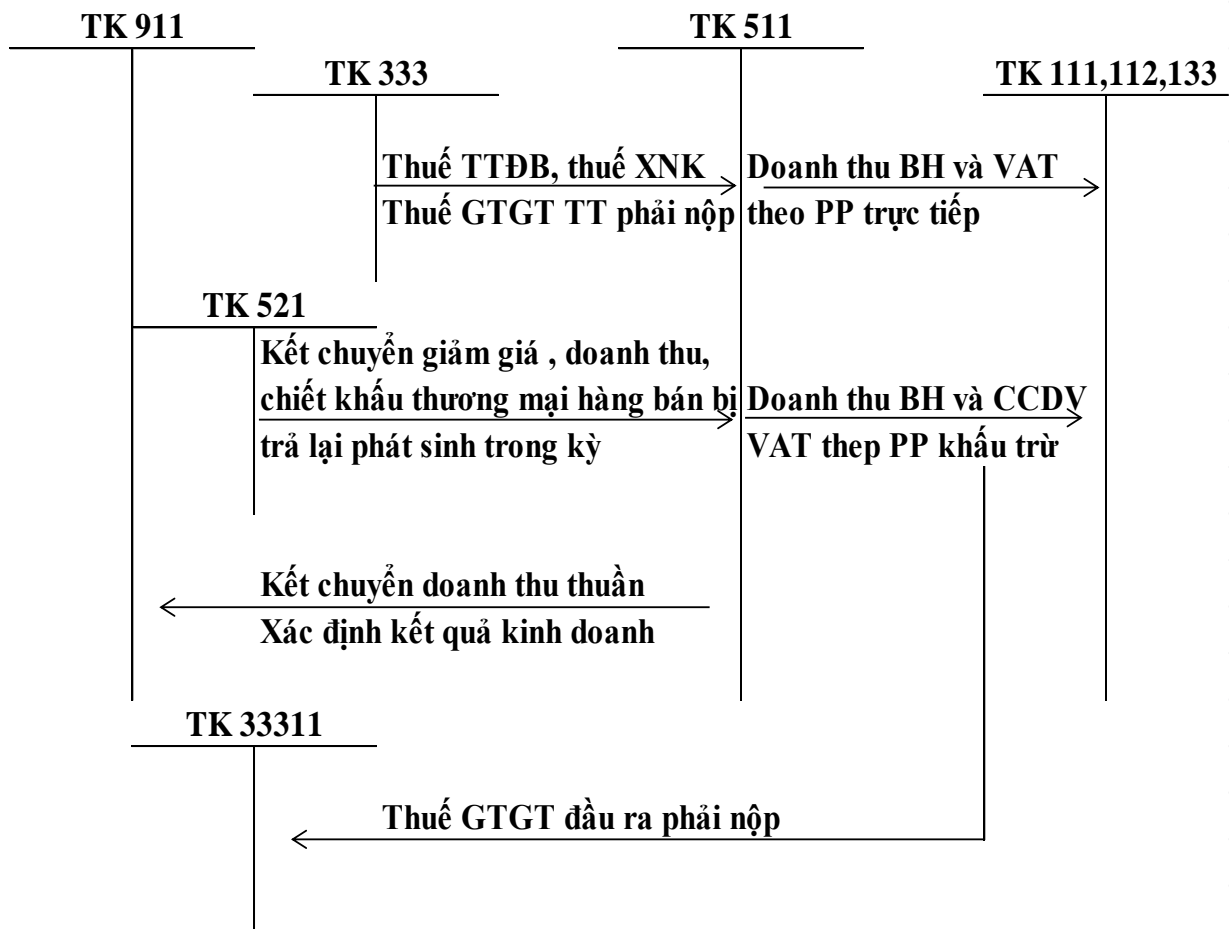 TK 911
TK 511
TK 333
TK 111,112,133
Thuế TTĐB, thuế XNK
Thuế GTGT TT phải nộp
Doanh thu BH và VAT
theo PP trực tiếp
TK 521
Kết chuyển giảm giá , doanh thu,
chiết khấu thương mại hàng bán bị
trả lại phát sinh trong kỳ
Doanh thu BH và CCDV
VAT thep PP khấu trừ
Kết chuyển doanh thu thuần
Xác định kết quả kinh doanh
TK 33311
Thuế GTGT đầu ra phải nộp